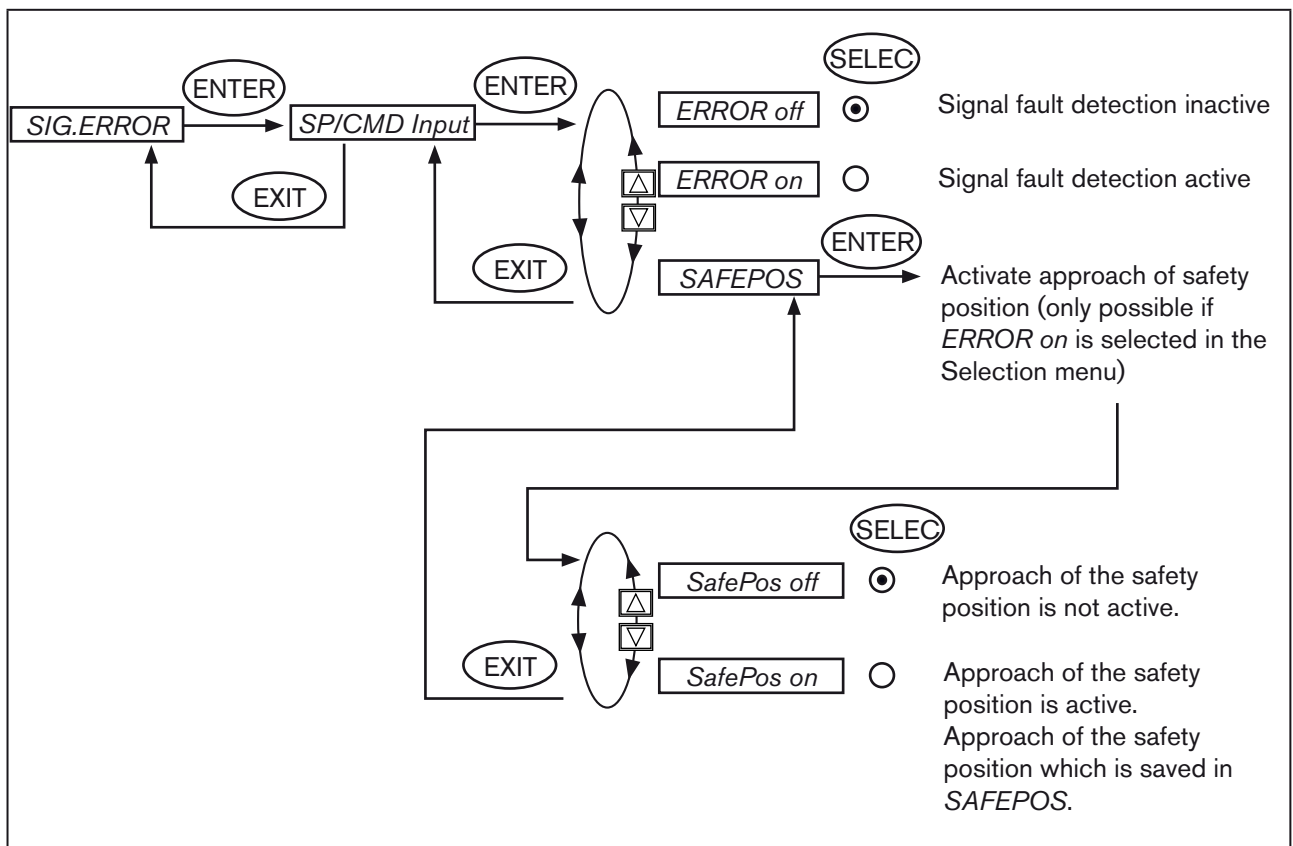 SELEC
ENTER
ENTER
ERROR off
Signal fault detection inactive
SIG.ERROR
SP/CMD Input
ERROR on
Signal fault detection active
EXIT
ENTER
EXIT
SAFEPOS
Activate approach of safety
position (only possible if
ERROR on is selected in the
Selection menu)
SELEC
SafePos off
Approach of the safety
position is not active.
EXIT
SafePos on
Approach of the safety
position is active.
Approach of the safety
position which is saved in
SAFEPOS.